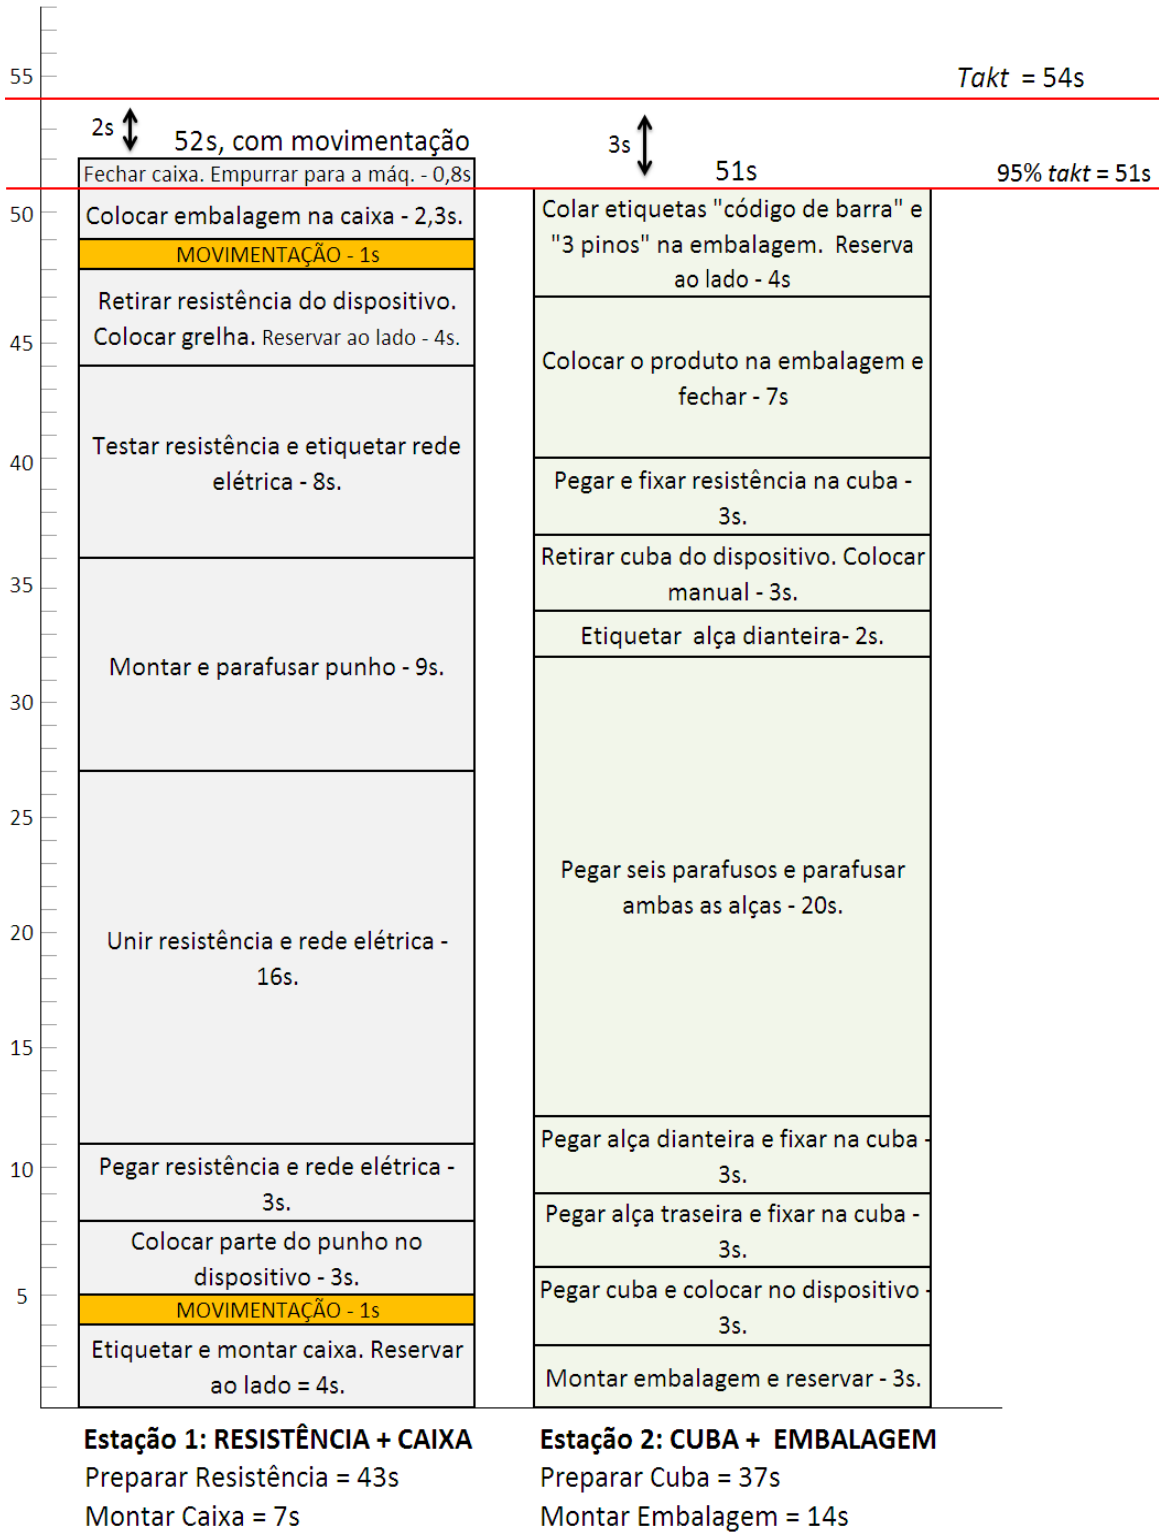 55
Takt = 54s
2s
52s, com movimentação
3s
51s
95% takt = 51s
Fechar caixa. Empurrar para a máq. - 0,8s
50
Colocar embalagem na caixa - 2,3s.
MOVIMENTAÇÃO - 1s
Retirar resistência do dispositivo.
Colocar grelha. Reservar ao lado - 4s.
45
Testar resistência e etiquetar rede
elétrica - 8s.
40
35
Montar e parafusar punho - 9s.
30
25
Unir resistência e rede elétrica -
16s.
20
15
Pegar resistência e rede elétrica -
3s.
10
Colocar parte do punho no
dispositivo - 3s.
MOVIMENTAÇÃO - 1s
5
Etiquetar e montar caixa. Reservar
ao lado = 4s.
Colar etiquetas "código de barra" e
"3 pinos" na embalagem. Reserva
ao lado - 4s
Colocar o produto na embalagem e
fechar - 7s
Pegar e fixar resistência na cuba -
3s.
Retirar cuba do dispositivo. Colocar
manual - 3s.
Etiquetar alça dianteira- 2s.
Pegar seis parafusos e parafusar
ambas as alças - 20s.
Pegar alça dianteira e fixar na cuba -
3s.
Pegar alça traseira e fixar na cuba -
3s.
Pegar cuba e colocar no dispositivo -
3s.
Montar embalagem e reservar - 3s.
Estação 1: RESISTÊNCIA + CAIXA
Preparar Resistência = 43s
Montar Caixa = 7s
Estação 2: CUBA + EMBALAGEM
Preparar Cuba = 37s
Montar Embalagem = 14s